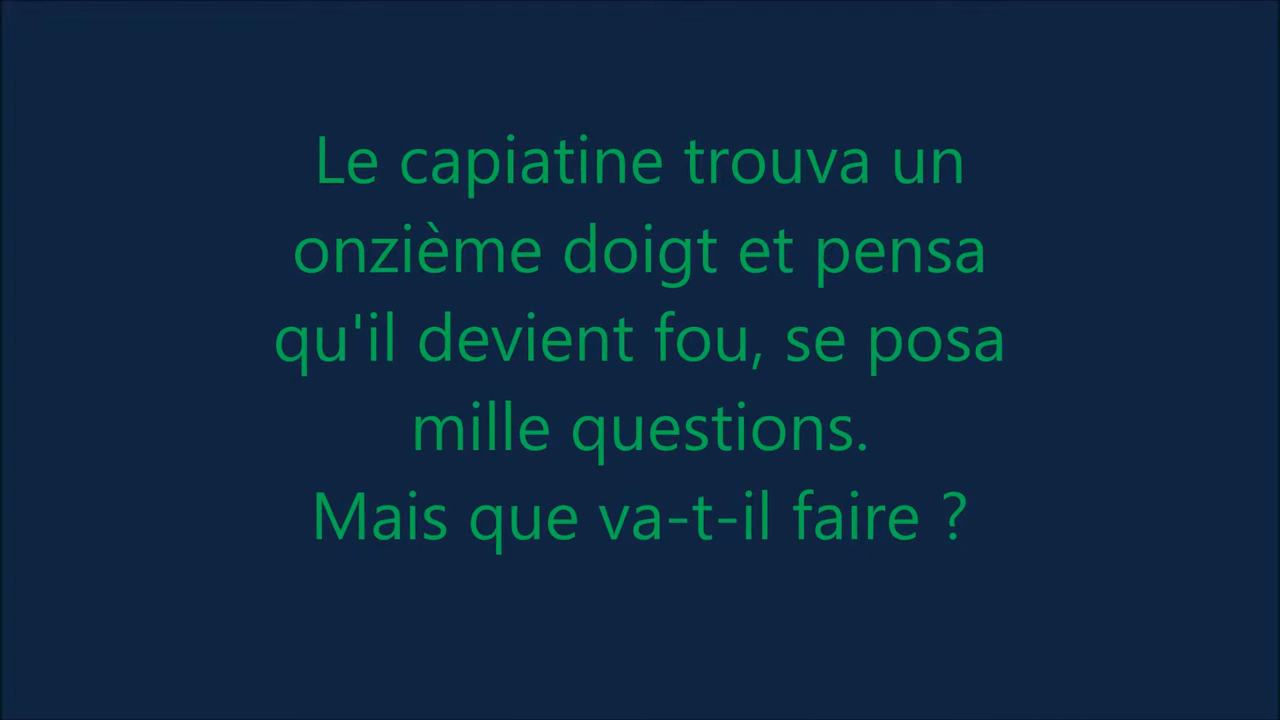 Le capiatine trouva un
onzième doigt et pensa
qu'il devient fou, se posa
mille questions.
Mais que va-t-il faire ?